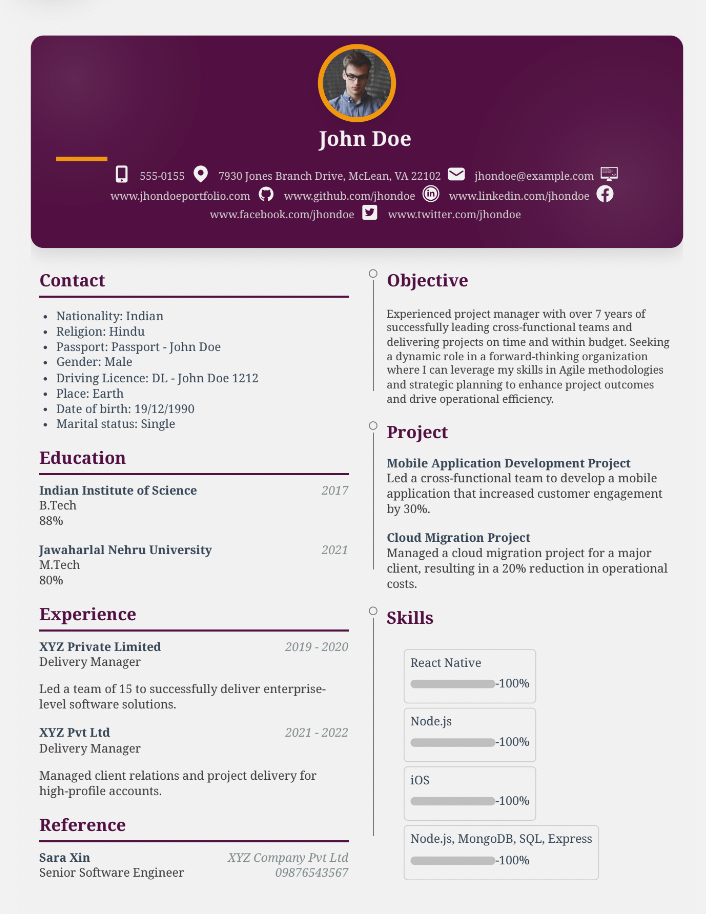 John Doe
555-0155 7930 Jones Branch Drive, McLean, VA 22102 jhondoe@example.com
www.jhondoeportfolio.com www.github.com/jhondoe www.linkedin.com/jhondoe
www.facebook.com/jhondoe www.twitter.com/jhondoe
Contact
• Nationality: Indian
• Religion: Hindu
• Passport: Passport - John Doe
• Gender: Male
• Driving Licence: DL - John Doe 1212
• Place: Earth
• Date of birth: 19/12/1990
• Marital status: Single
Education
Indian Institute of Science 2017
B.Tech
88%
Jawaharlal Nehru University 2021
M.Tech
80%
Experience
XYZ Private Limited 2019 - 2020
Delivery Manager
Led a team of 15 to successfully deliver enterprise-
level software solutions.
XYZ Pvt Ltd 2021 - 2022
Delivery Manager
Managed client relations and project delivery for
high-profile accounts.
Reference
Sara Xin XYZ Company Pvt Ltd
Senior Software Engineer 09876543567
Objective
Experienced project manager with over 7 years of
successfully leading cross-functional teams and
delivering projects on time and within budget. Seeking
a dynamic role in a forward-thinking organization
where I can leverage my skills in Agile methodologies
and strategic planning to enhance project outcomes
and drive operational efficiency.
Project
Mobile Application Development Project
Led a cross-functional team to develop a mobile
application that increased customer engagement
by 30%.
Cloud Migration Project
Managed a cloud migration project for a major
client, resulting in a 20% reduction in operational
costs.
Skills
React Native
-100%
Node.js
-100%
iOS
-100%
Node.js, MongoDB, SQL, Express
-100%